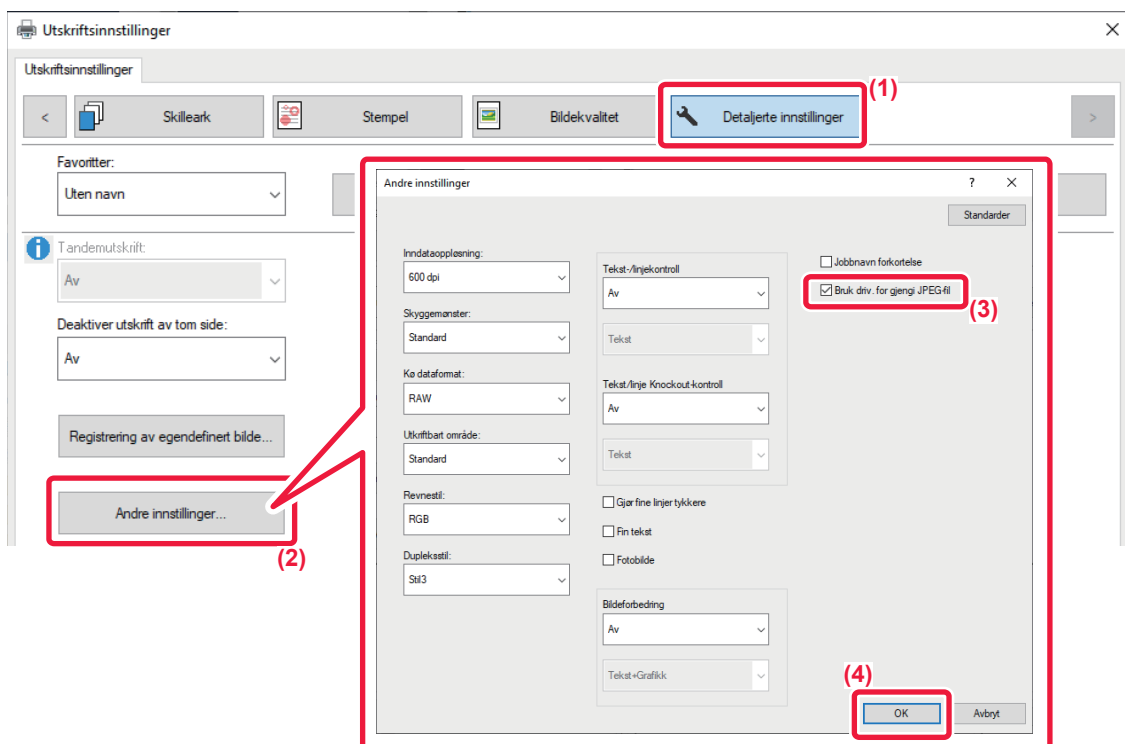 Utskriftsinnstillinger
Utskriftsinnstillinger
(1)
< Skilleark Stempel Bildekvalitet Detaljerte innstillinger >
Favoritter:
Uten navn
Tandemutskrift:
Av
Deaktiver utskrift av tom side:
Av
Registrering av egendefinert bilde...
Andre innstillinger...
(2)
Andre innstillinger ?
Standarder
Inndataoppløsning:
600 dpi
Skyggemønster:
Standard
Kø dataformat:
RAW
Utkriftbart område:
Standard
Revnestil:
RGB
Dupleksstil:
Stil3
Tekst-/linjekontroll
Av
Tekst
Tekst/linje Knockout-kontroll
Av
Tekst
Gjør fine linjer tykkere
Fin tekst
Fotobilde
Bildeforbedring
Av
Tekst+Grafikk
Jobbnavn forkortelse
Bruk driv. for gjengi JPEG-fil
(3)
(4)
OK Avbryt